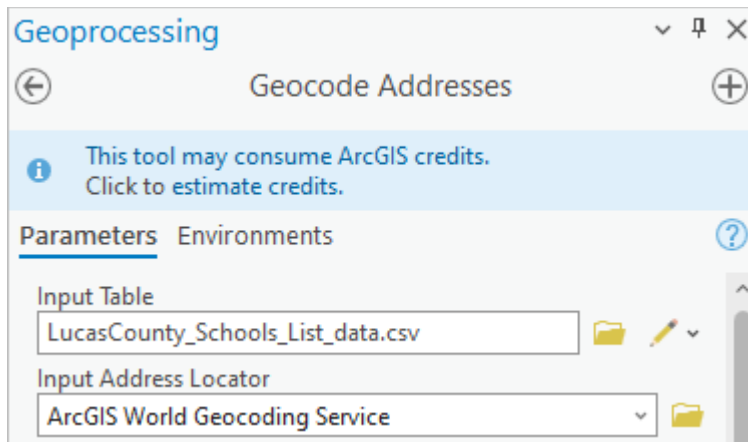 Geoprocessing
Geocode Addresses
This tool may consume ArcGIS credits.
Click to estimate credits.
Parameters Environments
Input Table
LucasCounty_Schools_List_data.csv
Input Address Locator
ArcGIS World Geocoding Service